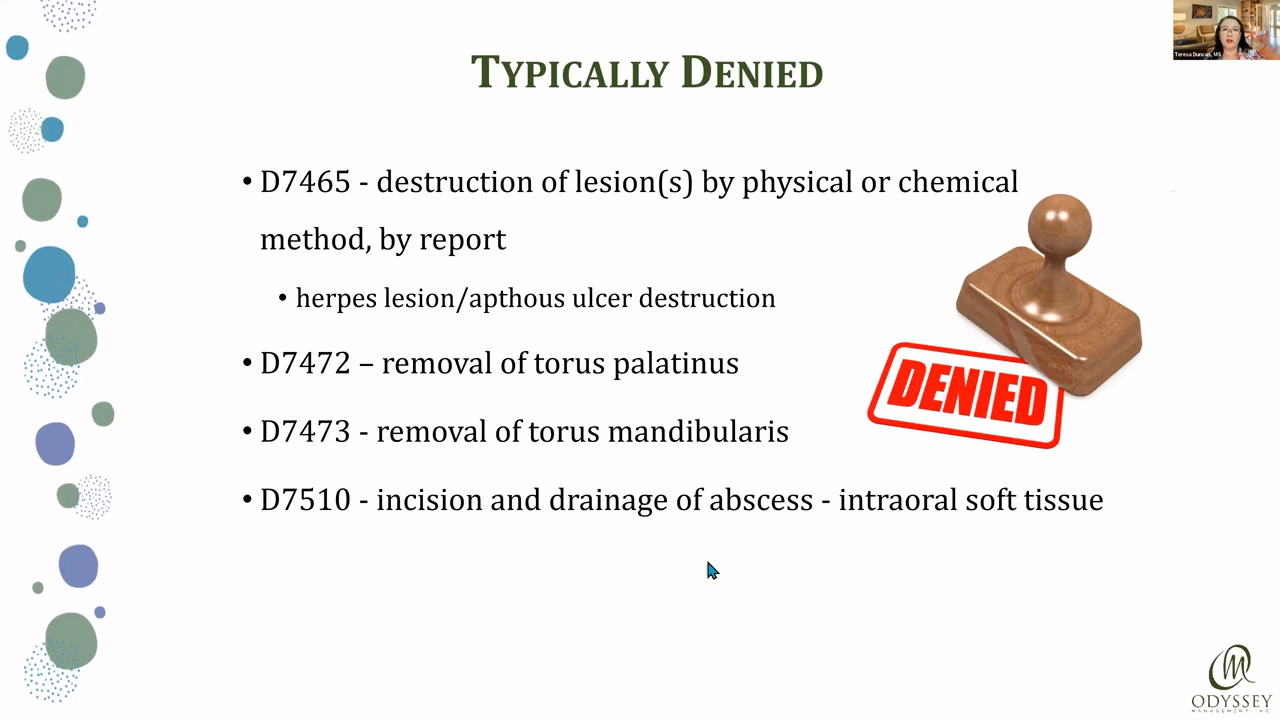 Teresa Duncan, MS
TYPICALLY DENIED
• D7465 - destruction of lesion(s) by physical or chemical
method, by report
• herpes lesion/apthous ulcer destruction
• D7472 – removal of torus palatinus
DENIED
• D7473 - removal of torus mandibularis
• D7510 - incision and drainage of abscess - intraoral soft tissue
ODYSSEY
MANAGEMENT, INC